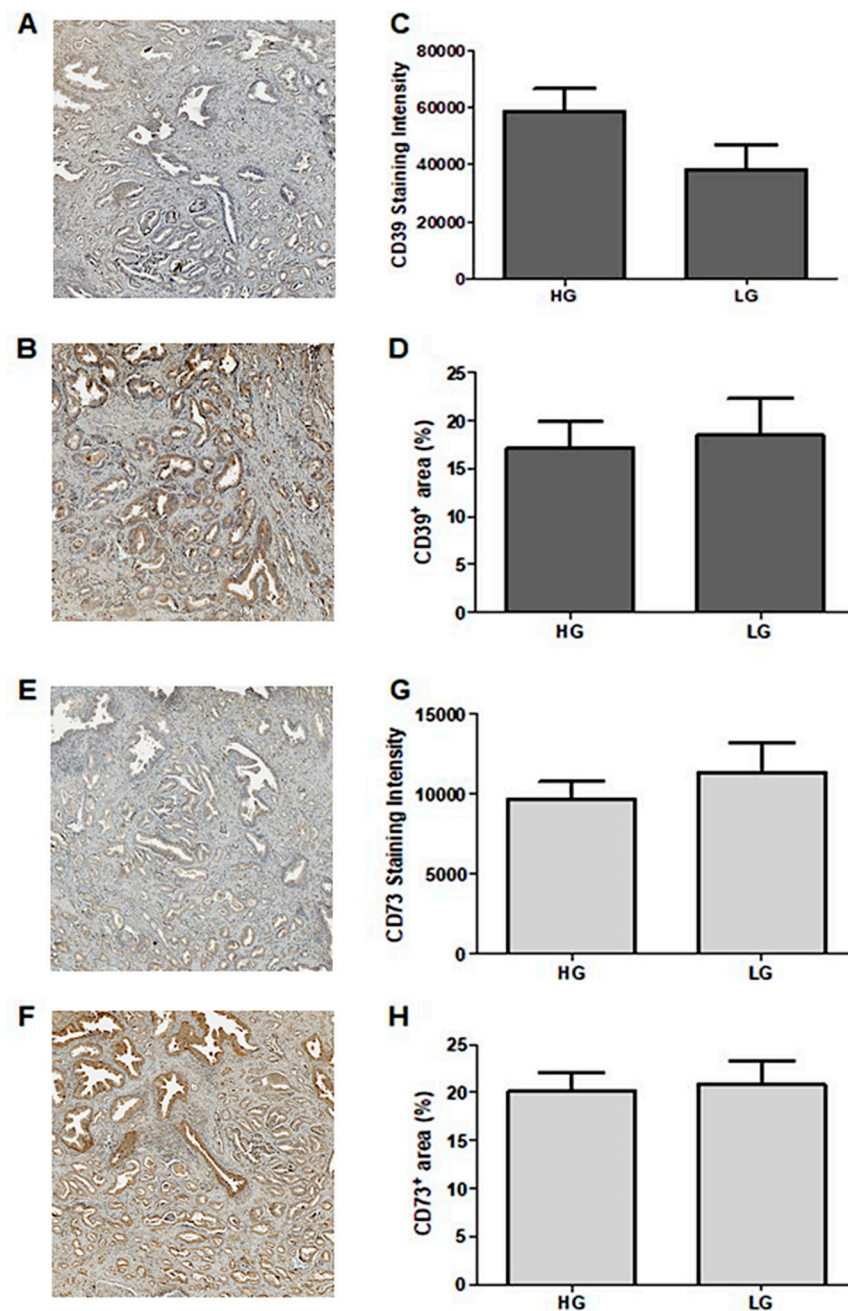 A
C
CD39 Staining Intensity
80000
60000
40000
20000
0
HG LG
B
D
CD39+ area (%)
25
20
15
10
5
0
HG LG
E
G
CD73 Staining Intensity
15000
10000
5000
0
HG LG
F
H
CD73+ area (%)
25
20
15
10
5
0
HG LG